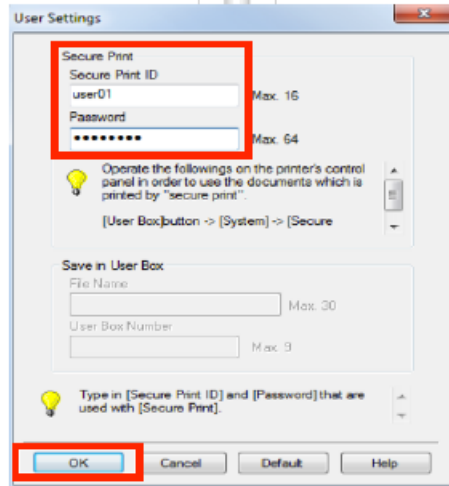 User Settings
Secure Print
Secure Print ID
user01
Max. 16
Password
••••••••
Max. 64
Operate the followings on the printer's control
panel in order to use the documents which is
printed by "secure print".
[User Box]button -> [System] -> [Secure
Save in User Box
File Name
Max. 30
User Box Number
Max. 9
Type in [Secure Print ID] and [Password] that are
used with [Secure Print].
OK
Cancel
Default
Help